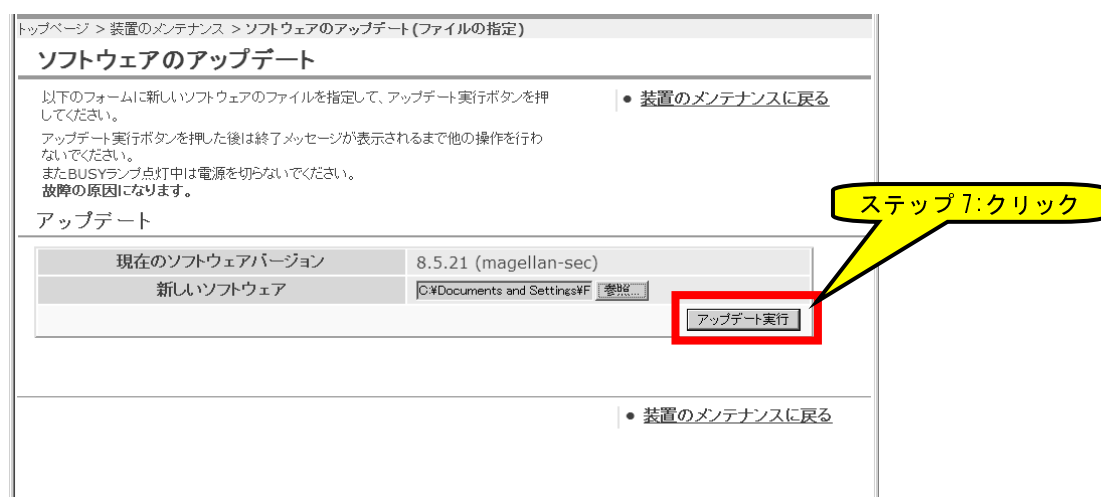 トップページ > 装置のメンテナンス > ソフトウェアのアップデート(ファイルの指定)
ソフトウェアのアップデート
以下のフォームに新しいソフトウェアのファイルを指定して、アップデート実行ボタンを押
してください。
● 装置のメンテナンスに戻る
アップデート実行ボタンを押した後は終了メッセージが表示されるまで他の操作を行わ
ないでください。
またBUSYランプ点灯中は電源を切らないでください。
故障の原因になります。
ステップ7:クリック
アップデート
現在のソフトウェアバージョン 8.5.21 (magellan-sec)
新しいソフトウェア C:¥Documents and Settings¥F 参照...
アップデート実行
● 装置のメンテナンスに戻る